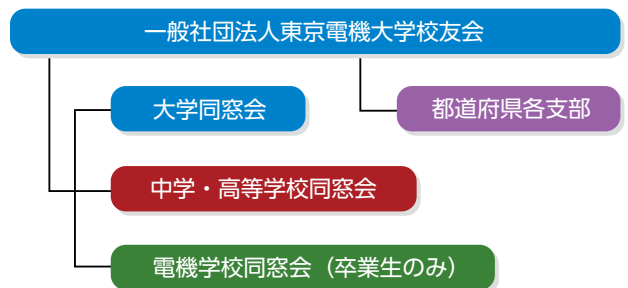 一般社団法人東京電機大学校友会
大学同窓会
都道府県各支部
中学・高等学校同窓会
電機学校同窓会（卒業生のみ）